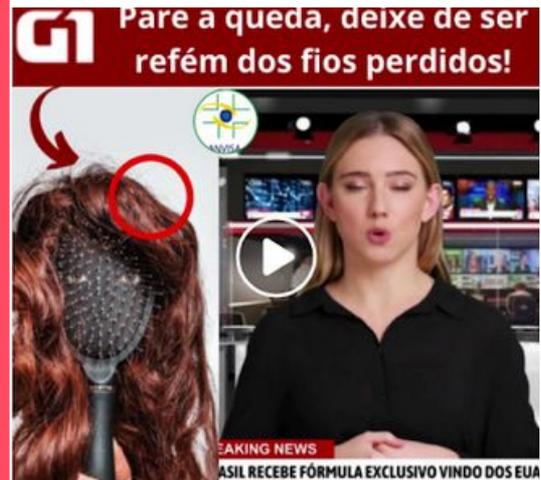 G1
Pare a queda, deixe de ser
refém dos fios perdidos!
ANVISA
EAKING NEWS
ASIL RECEBE FÓRMULA EXCLUSIVO VINDO DOS EUA